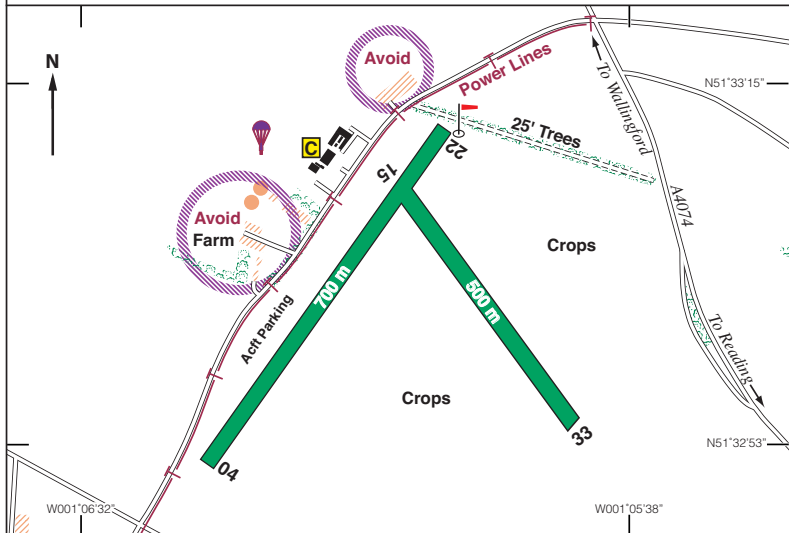 N
Avoid
Power Lines
To Wallingford
N51°33'15"
C
22
25' Trees
15
A4074
Avoid
Farm
Crops
700 m
500 m
Acft Parking
To Reading
Crops
33
N51°32'53"
04
W001°06'32"
W001°05'38"